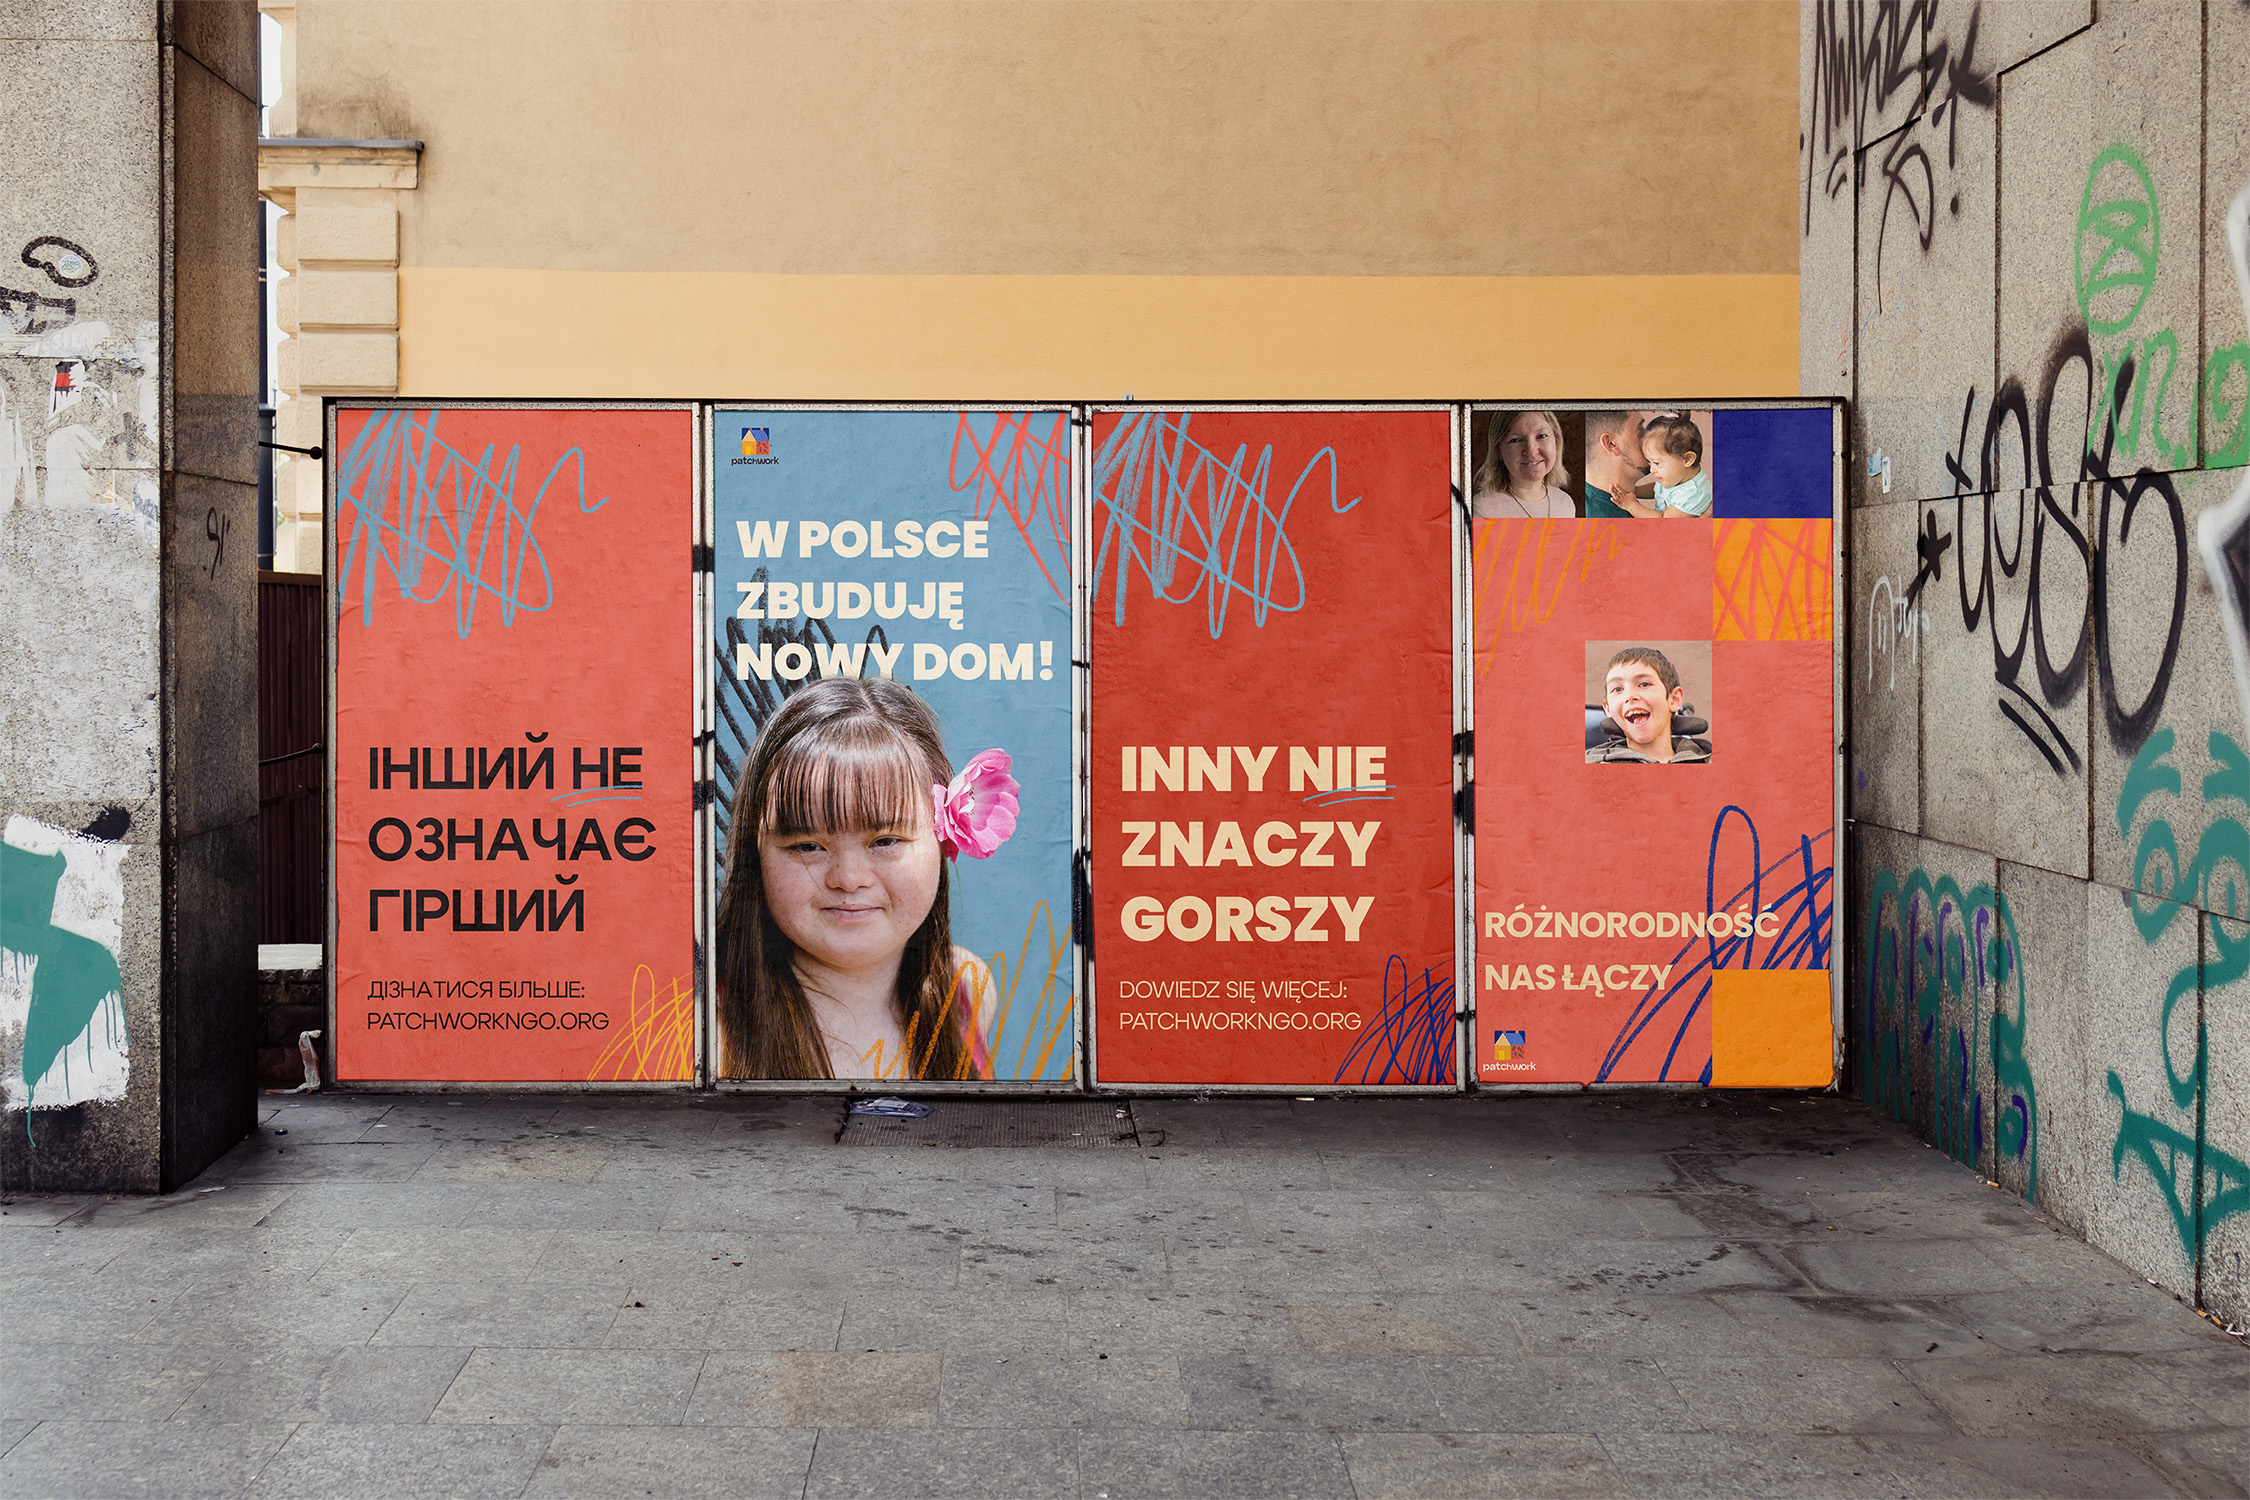 ІНШИЙ НЕ
ОЗНАЧАЄ
ГІРШИЙ
ДІЗНАТИСЯ БІЛЬШЕ:
PATCHWORKNGO.ORG
patchwork
W POLSCE
ZBUDUJĘ
NOWY DOM!
INNY NIE
ZNACZY
GORSZY
DOWIEDZ SIĘ WIĘCEJ:
PATCHWORKNGO.ORG
RÓŻNORODNOŚĆ
NAS ŁĄCZY
patchwork